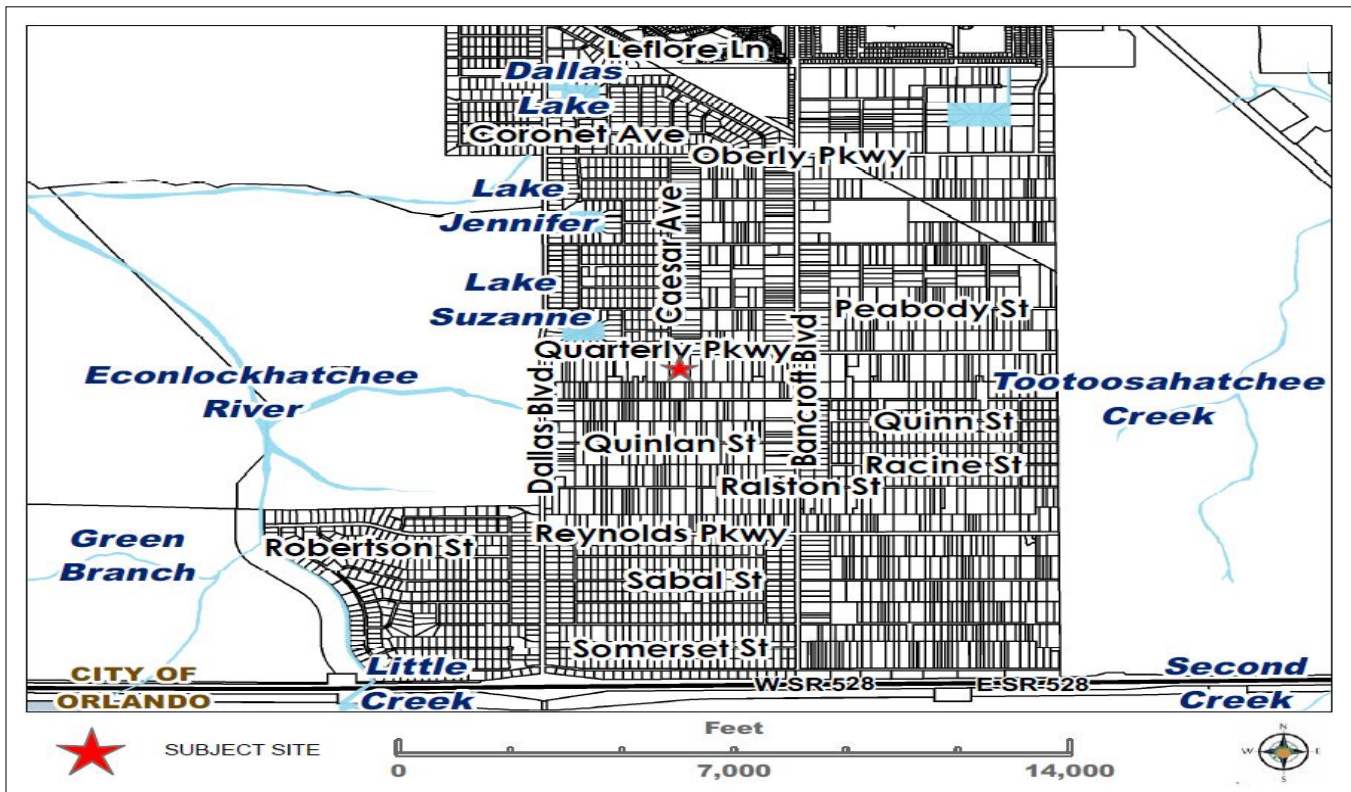 Leflore Ln
Dallas
Lake
Coronet Ave
Oberly Pkwy
Lake
Jennifer
Caesar Ave
Lake
Suzanne
Peabody St
Quarterly Pkwy
Econlockhatchee
River
Dallas Blvd
Bancroft Blvd
Tootoosahatchee
Creek
Quinn St
Quinlan St
Racine St
Ralston St
Reynolds Pkwy
Green
Branch
Robertson St
Sabal St
Somerset St
CITY OF
ORLANDO
Little
Creek
W SR 528
E SR 528
Second
Creek
SUBJECT SITE
Feet
0
7,000
14,000
N
W
E
S